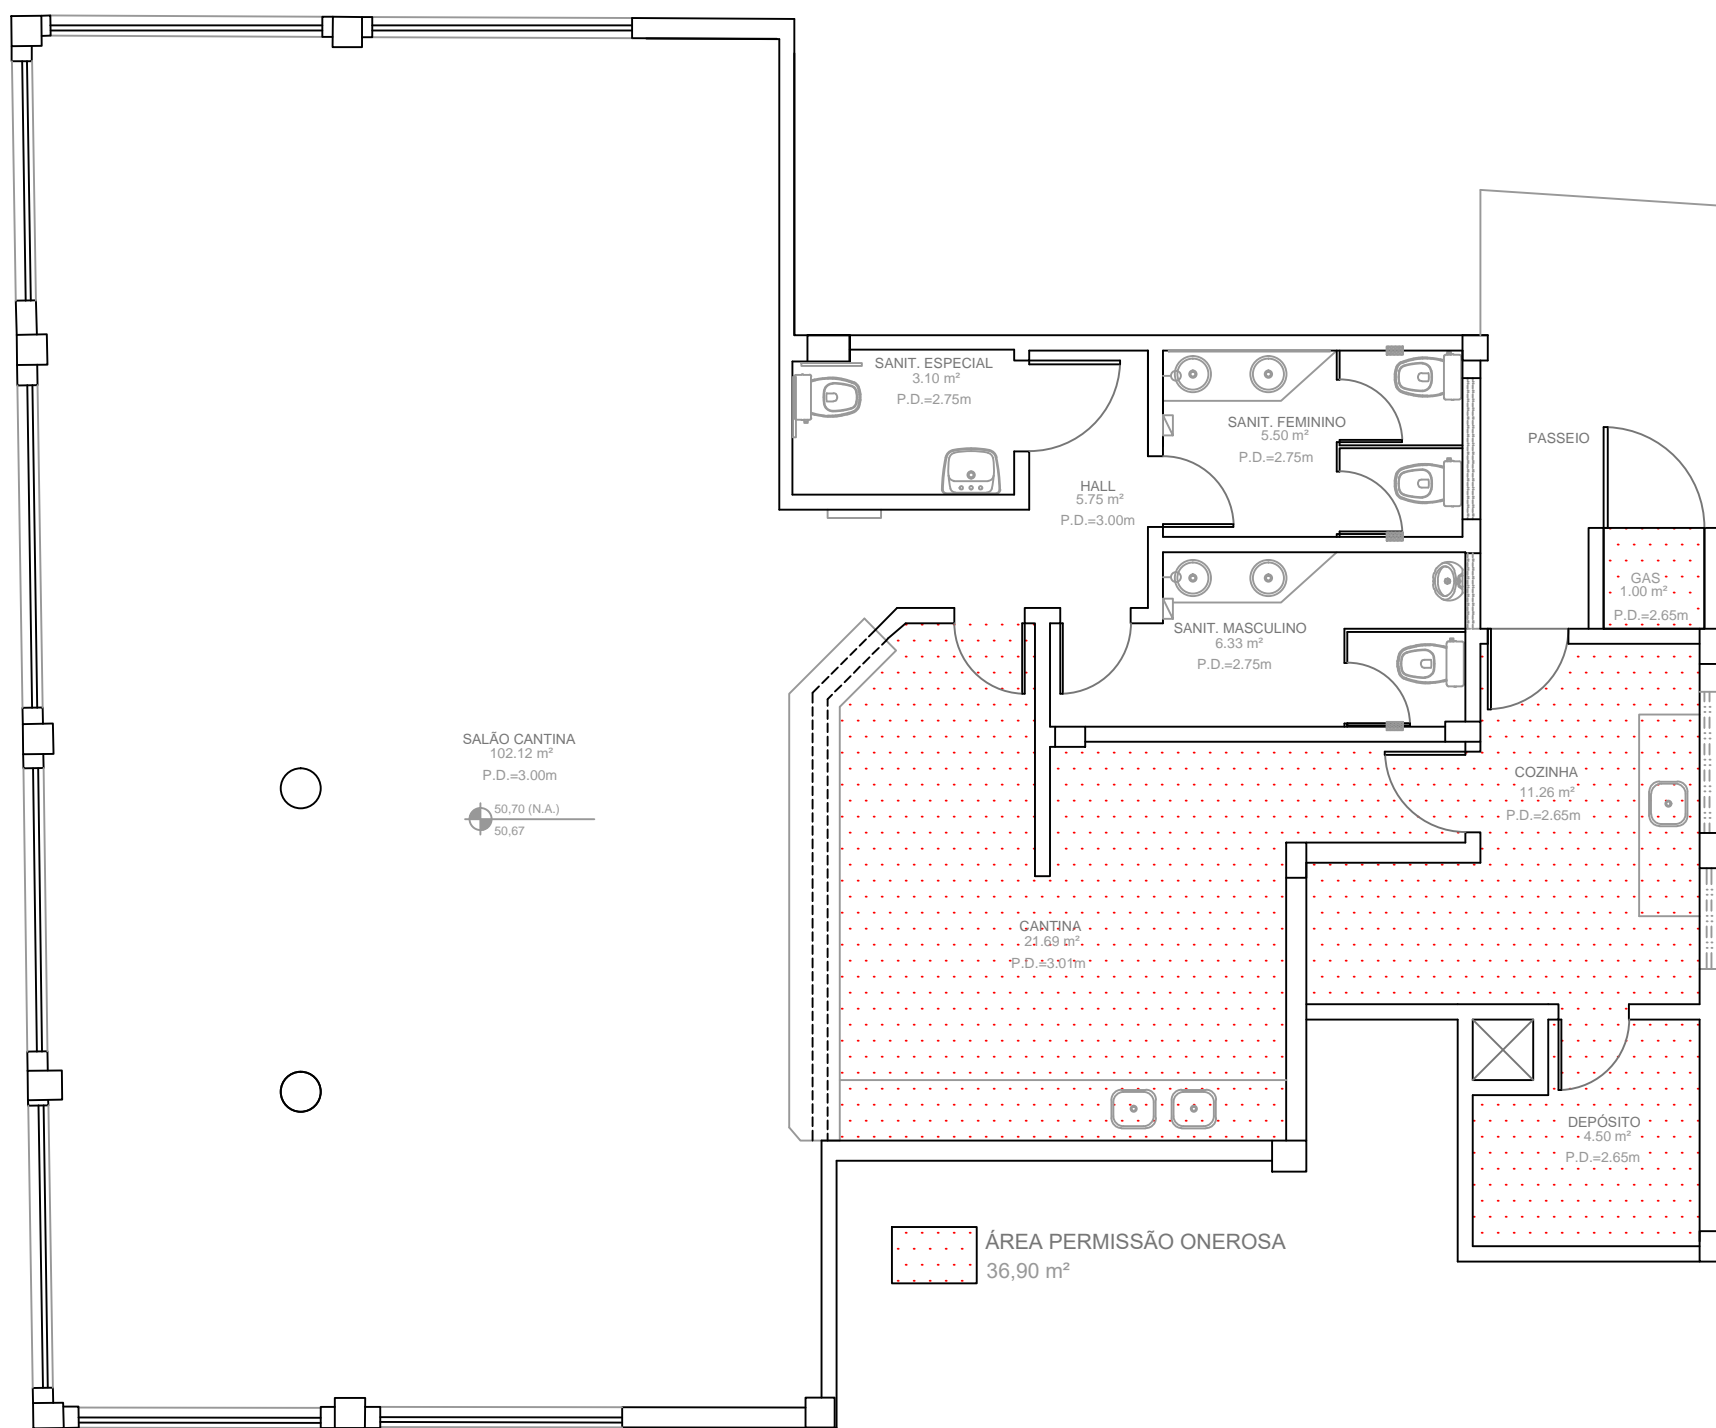 SANIT. ESPECIAL
3.10 m²
P.D.=2.75m
SANIT. FEMININO
5.50 m²
P.D.=2.75m
PASSEIO
HALL
5.75 m²
P.D.=3.00m
GAS
1.00 m²
P.D.=2.65m
SANIT. MASCULINO
6.33 m²
P.D.=2.75m
SALÃO CANTINA
102.12 m²
P.D.=3.00m
50,70 (N.A.)
50,67
COZINHA
11.26 m²
P.D.=2.65m
CANTINA
21.69 m²
P.D.=3.01m
DEPÓSITO
4.50 m²
P.D.=2.65m
ÁREA PERMISSÃO ONEROSA
36,90 m²